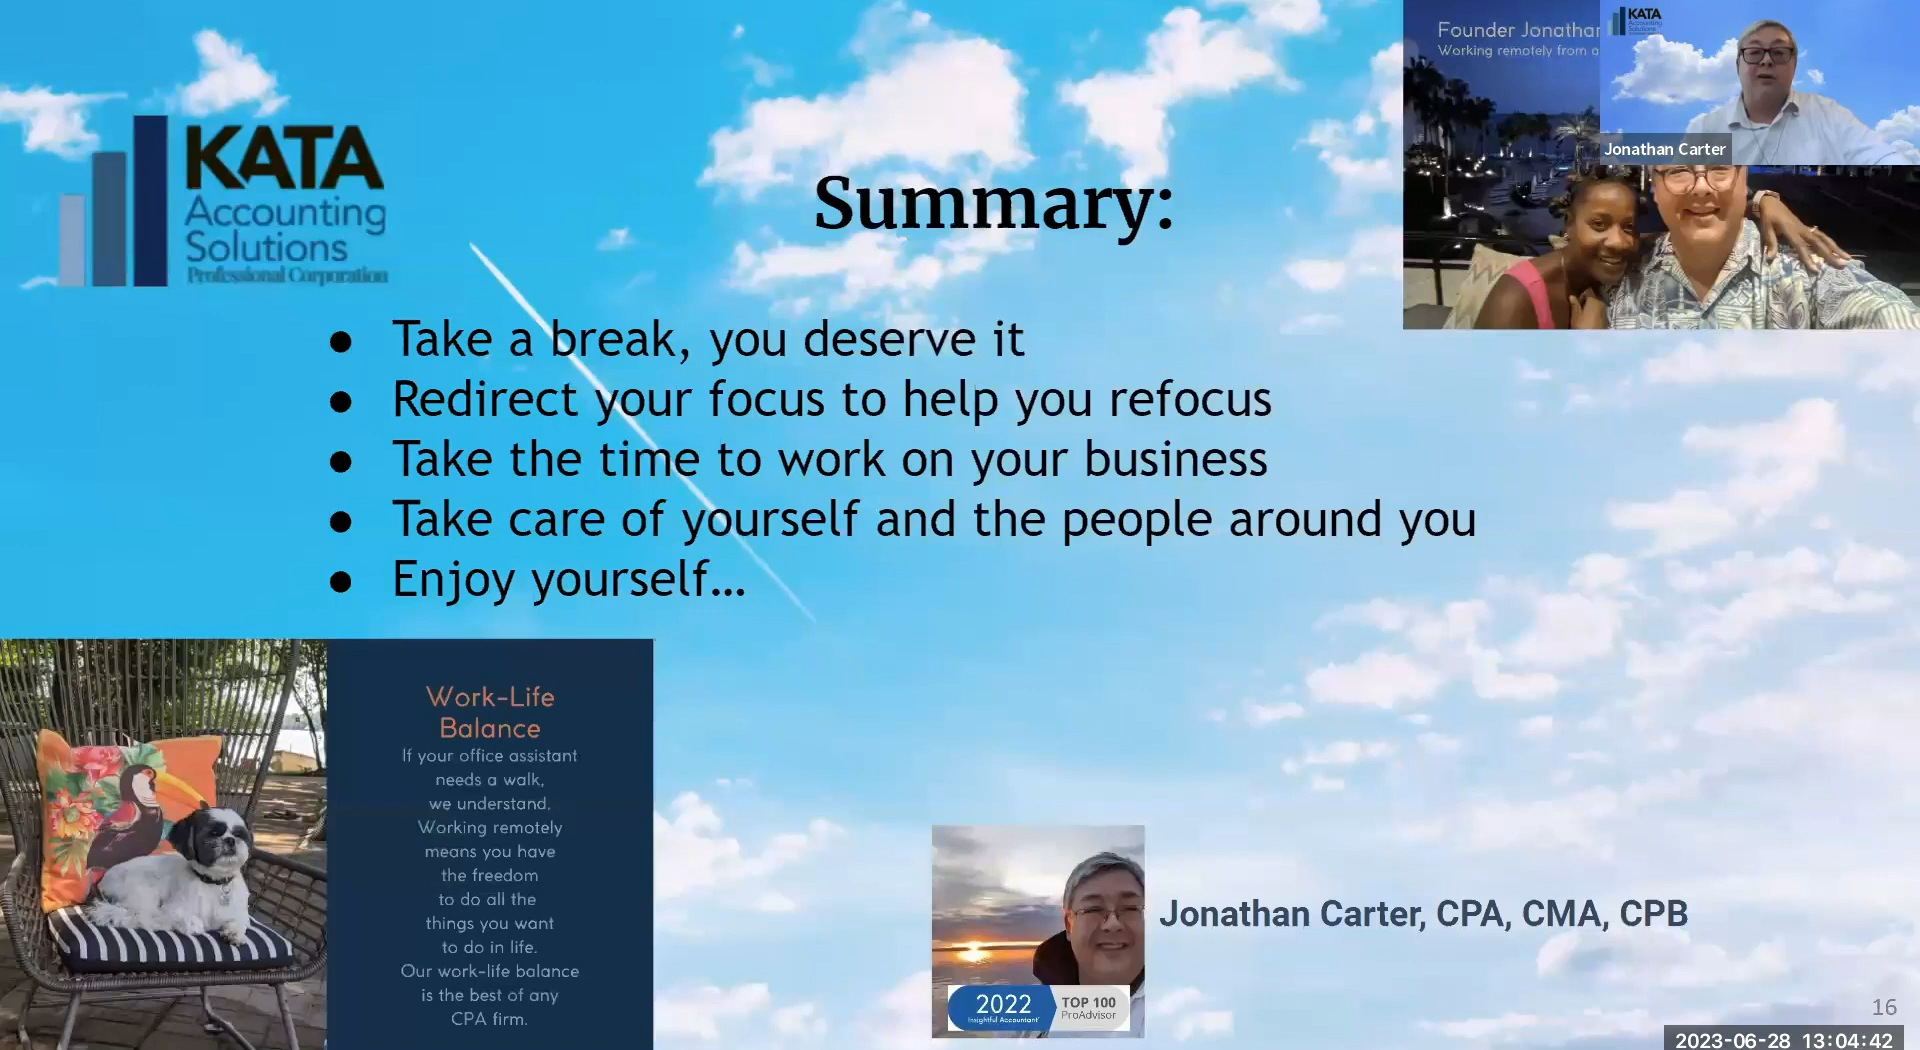 KATA
Accounting
Solutions
Professional Corporation
Summary:
Founder Jonathan
Working remotely from a
KATA
Accounting
Solutions
Jonathan Carter
● Take a break, you deserve it
● Redirect your focus to help you refocus
● Take the time to work on your business
● Take care of yourself and the people around you
● Enjoy yourself…
Work-Life
Balance
If your office assistant
needs a walk,
we understand.
Working remotely
means you have
the freedom
to do all the
things you want
to do in life.
Our work-life balance
is the best of any
CPA firm.
Jonathan Carter, CPA, CMA, CPB
2022
Insightful Accountant
TOP 100
ProAdvisor
16
2023-06-28 13:04:42